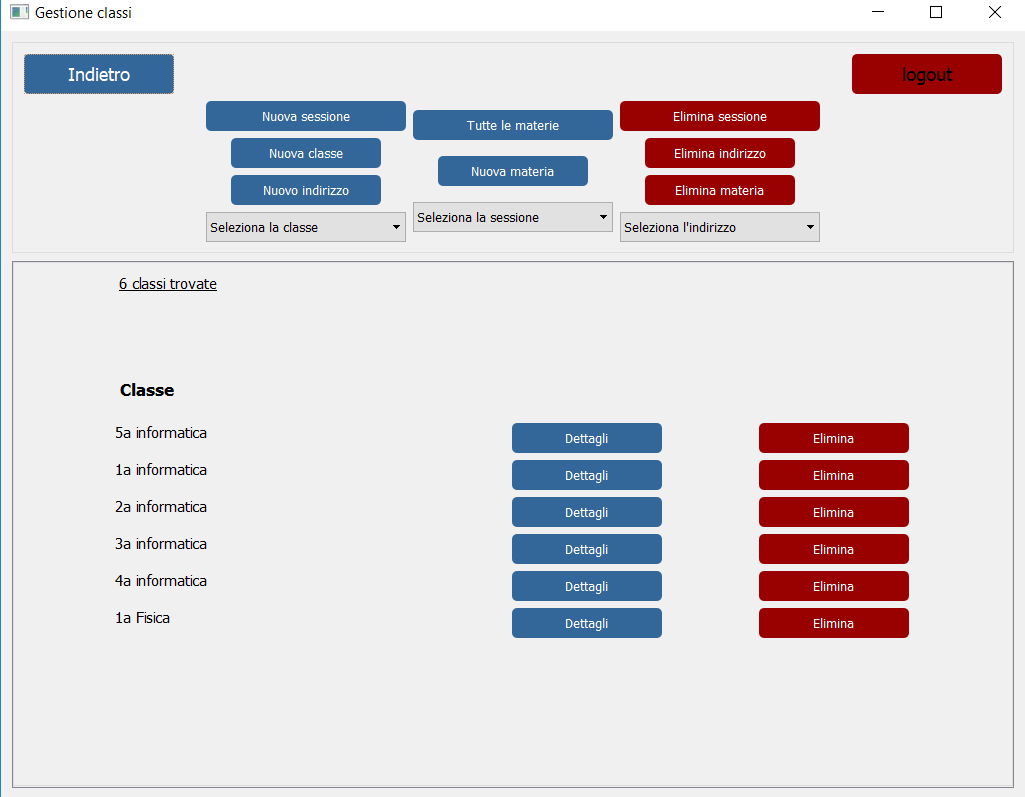 Gestione classi
Indietro
logout
Nuova sessione
Tutte le materie
Elimina sessione
Nuova classe
Elimina indirizzo
Nuova materia
Nuovo indirizzo
Elimina materia
Seleziona la classe
Seleziona la sessione
Seleziona l'indirizzo
6 classi trovate
Classe
5a informatica Dettagli Elimina
1a informatica Dettagli Elimina
2a informatica Dettagli Elimina
3a informatica Dettagli Elimina
4a informatica Dettagli Elimina
1a Fisica Dettagli Elimina